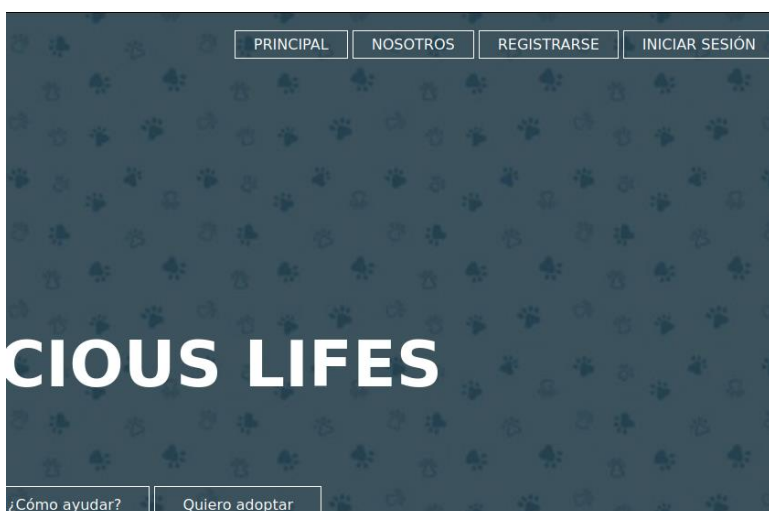 PRINCIPAL NOSOTROS REGISTRARSE INICIAR SESIÓN
CIOUS LIFES
¿Cómo ayudar? Quiero adoptar